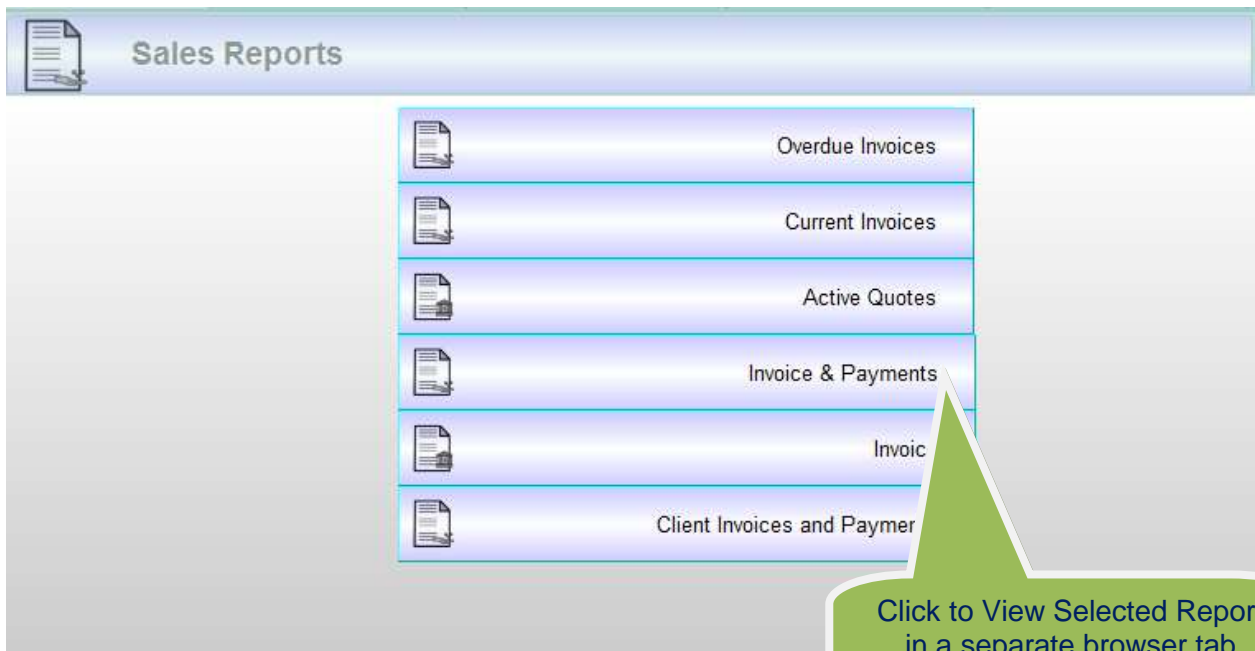 Sales Reports
Overdue Invoices
Current Invoices
Active Quotes
Invoice & Payments
Invoic
Client Invoices and Paymen
Click to View Selected Repor
in a separate browser tab